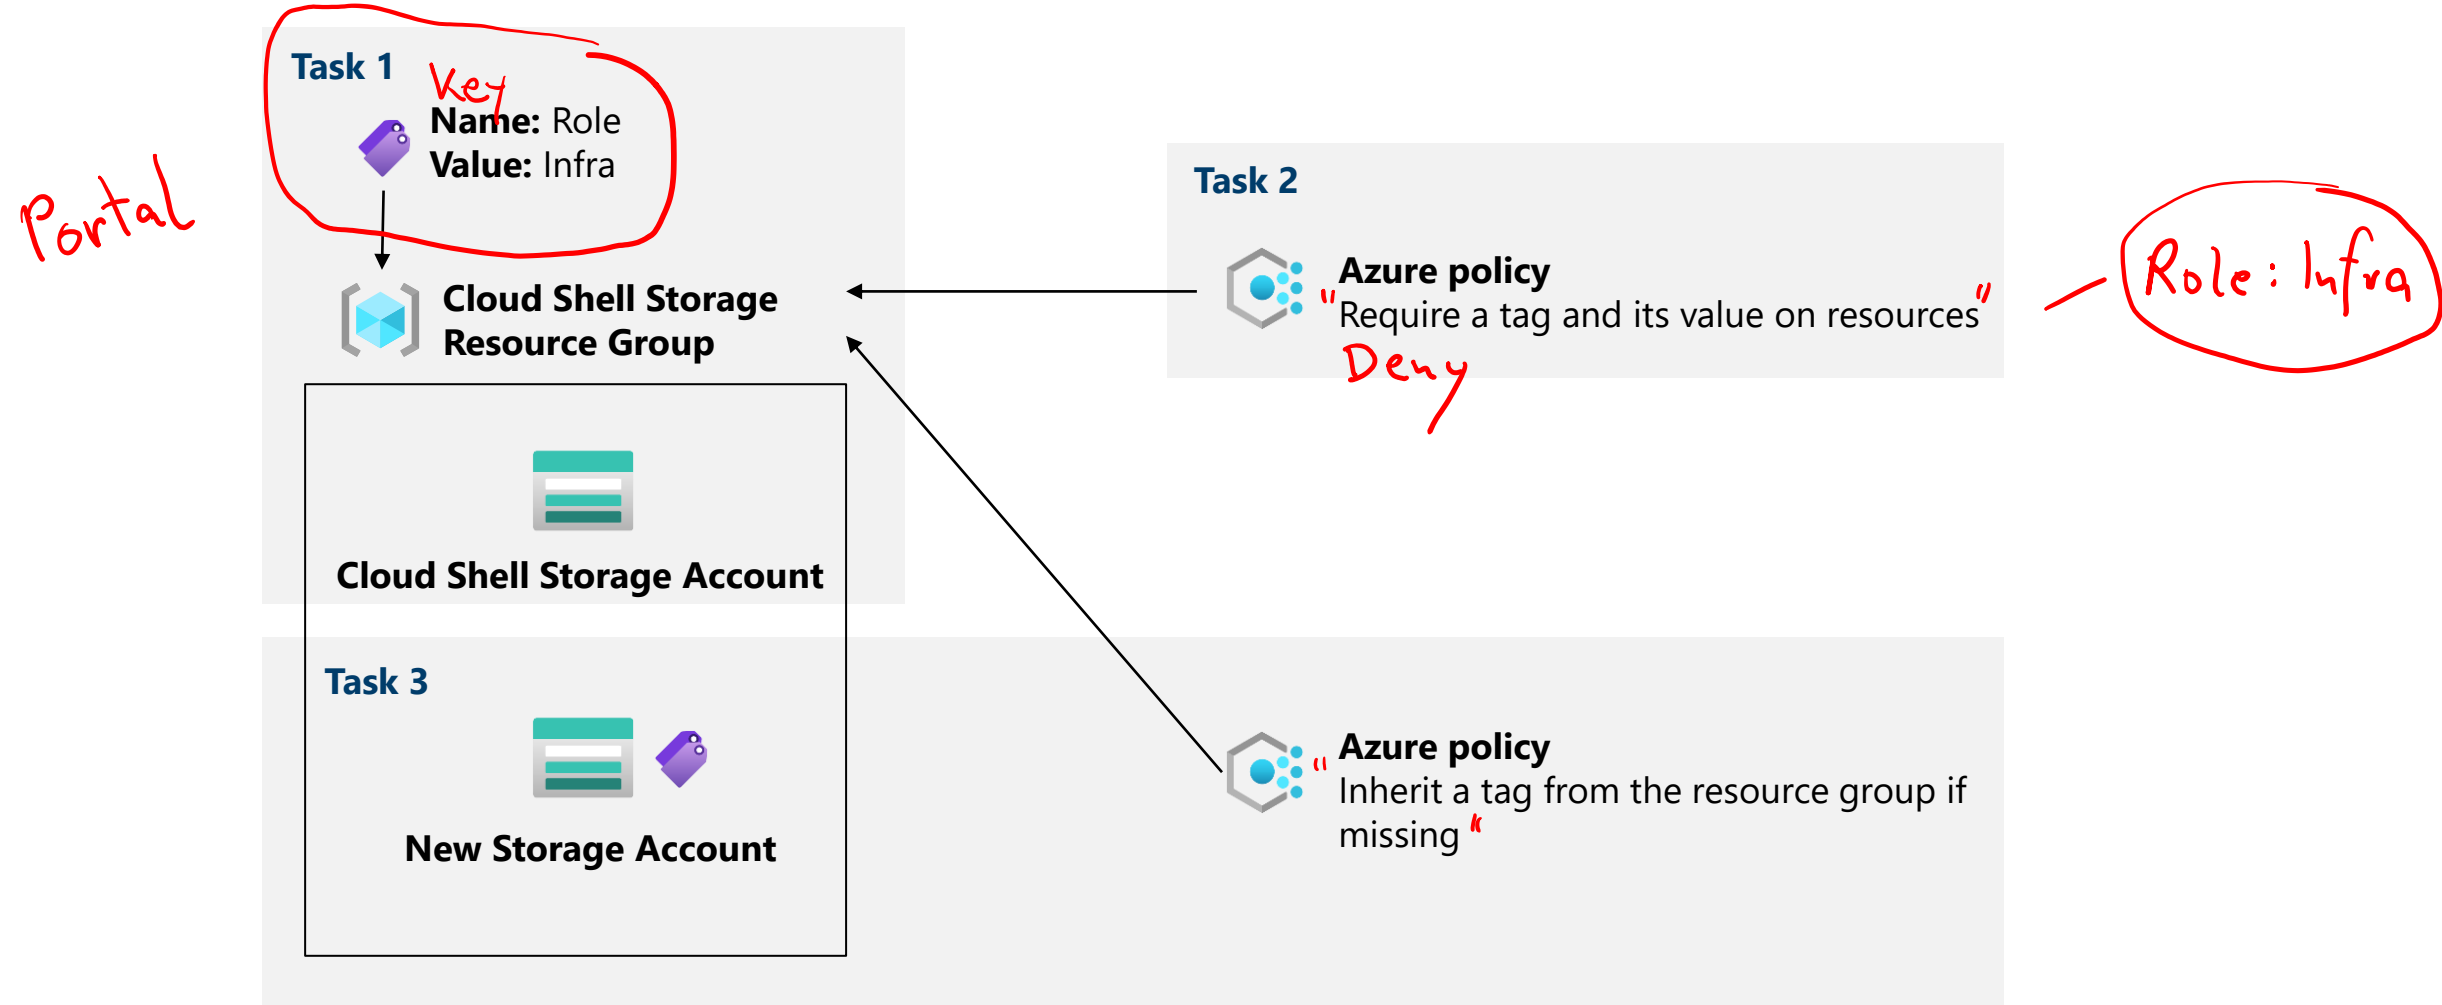 Portal
Task 1
Key
Name: Role
Value: Infra
Cloud Shell Storage
Resource Group
Cloud Shell Storage Account
Task 2
Azure policy
"Require a tag and its value on resources"
Deny
Role: Infra
Task 3
New Storage Account
Azure policy
"Inherit a tag from the resource group if
missing"